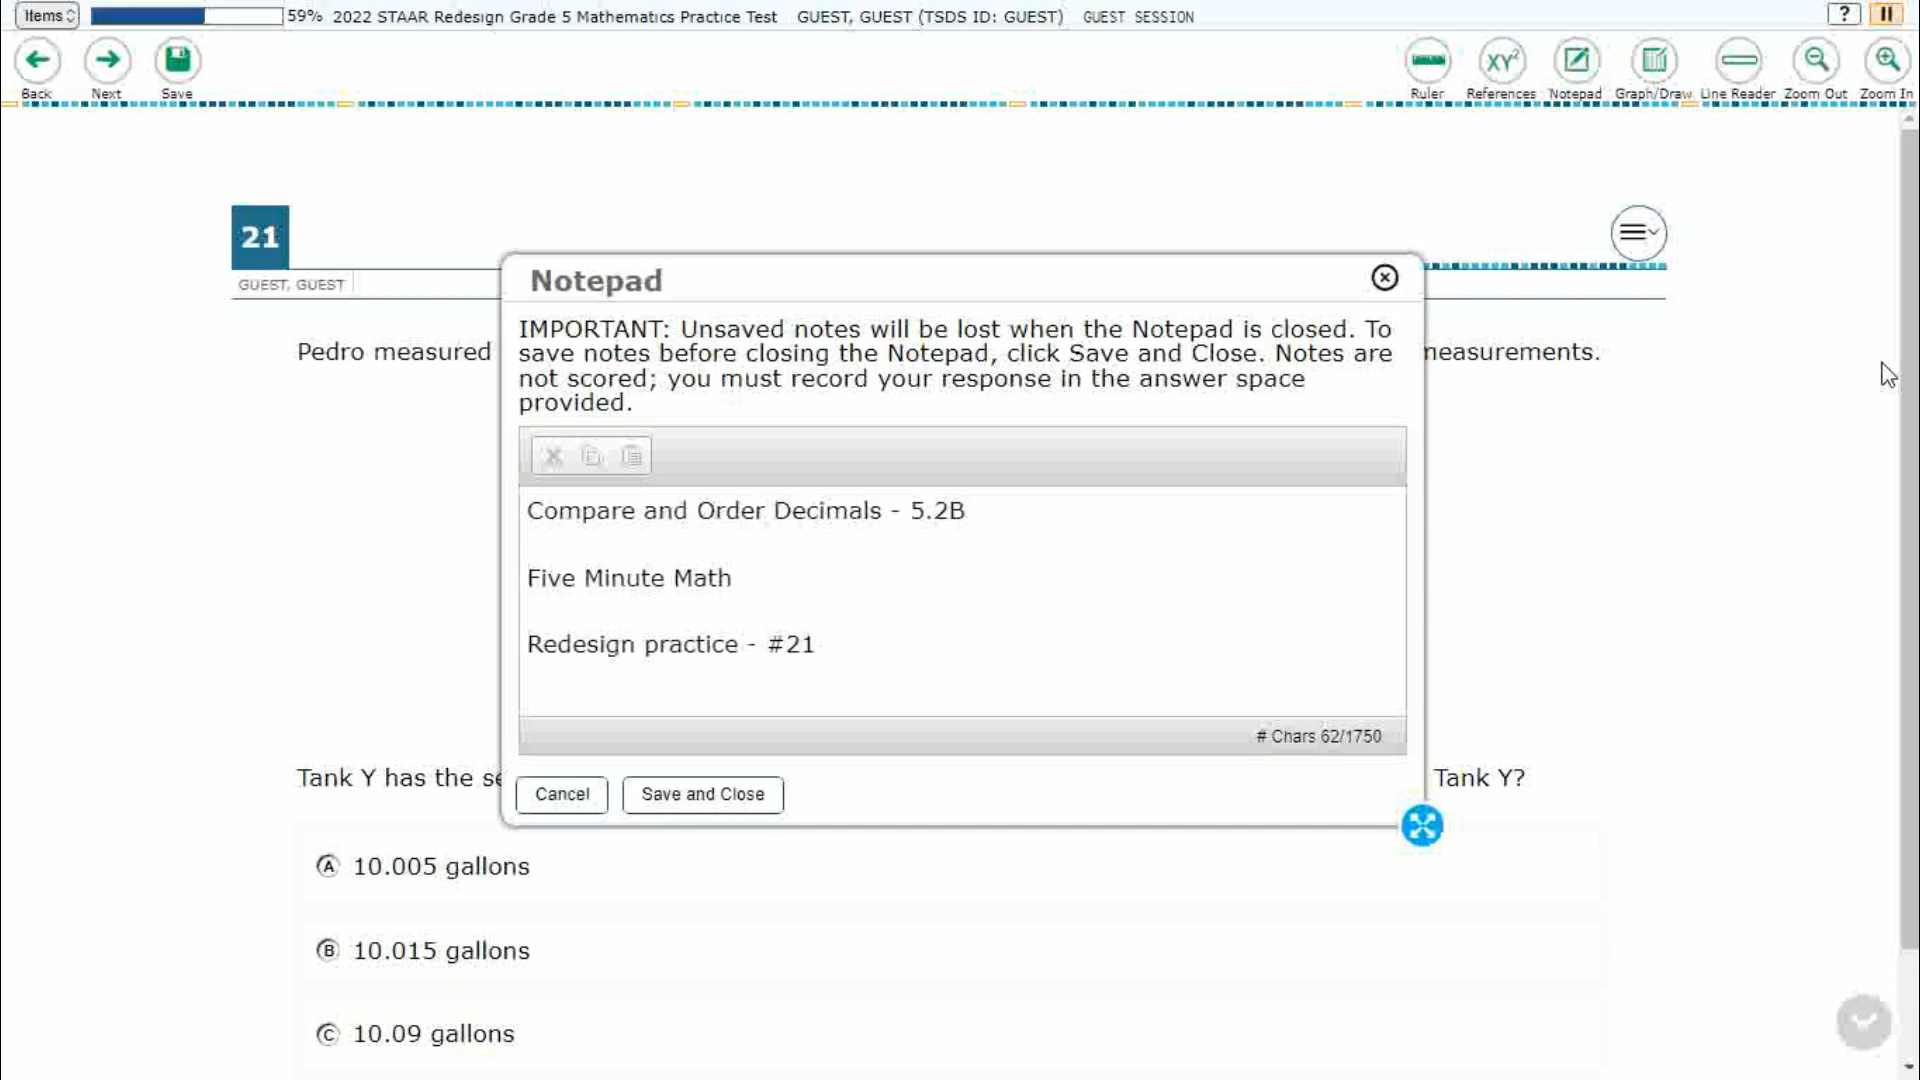 Items 59% 2022 STAAR Redesign Grade 5 Mathematics Practice Test GUEST, GUEST (TSDS ID: GUEST) GUEST SESSION ?
Back Next Save XY² Ruler References Notepad Graph/Draw Line Reader Zoom Out Zoom In
21
GUEST, GUEST
Notepad
IMPORTANT: Unsaved notes will be lost when the Notepad is closed. To
save notes before closing the Notepad, click Save and Close. Notes are
not scored; you must record your response in the answer space
provided.
Pedro measured measurements.
Compare and Order Decimals - 5.2B
Five Minute Math
Redesign practice - #21
# Chars 62/1750
Tank Y has the se Tank Y?
Cancel Save and Close
A 10.005 gallons
B 10.015 gallons
C 10.09 gallons